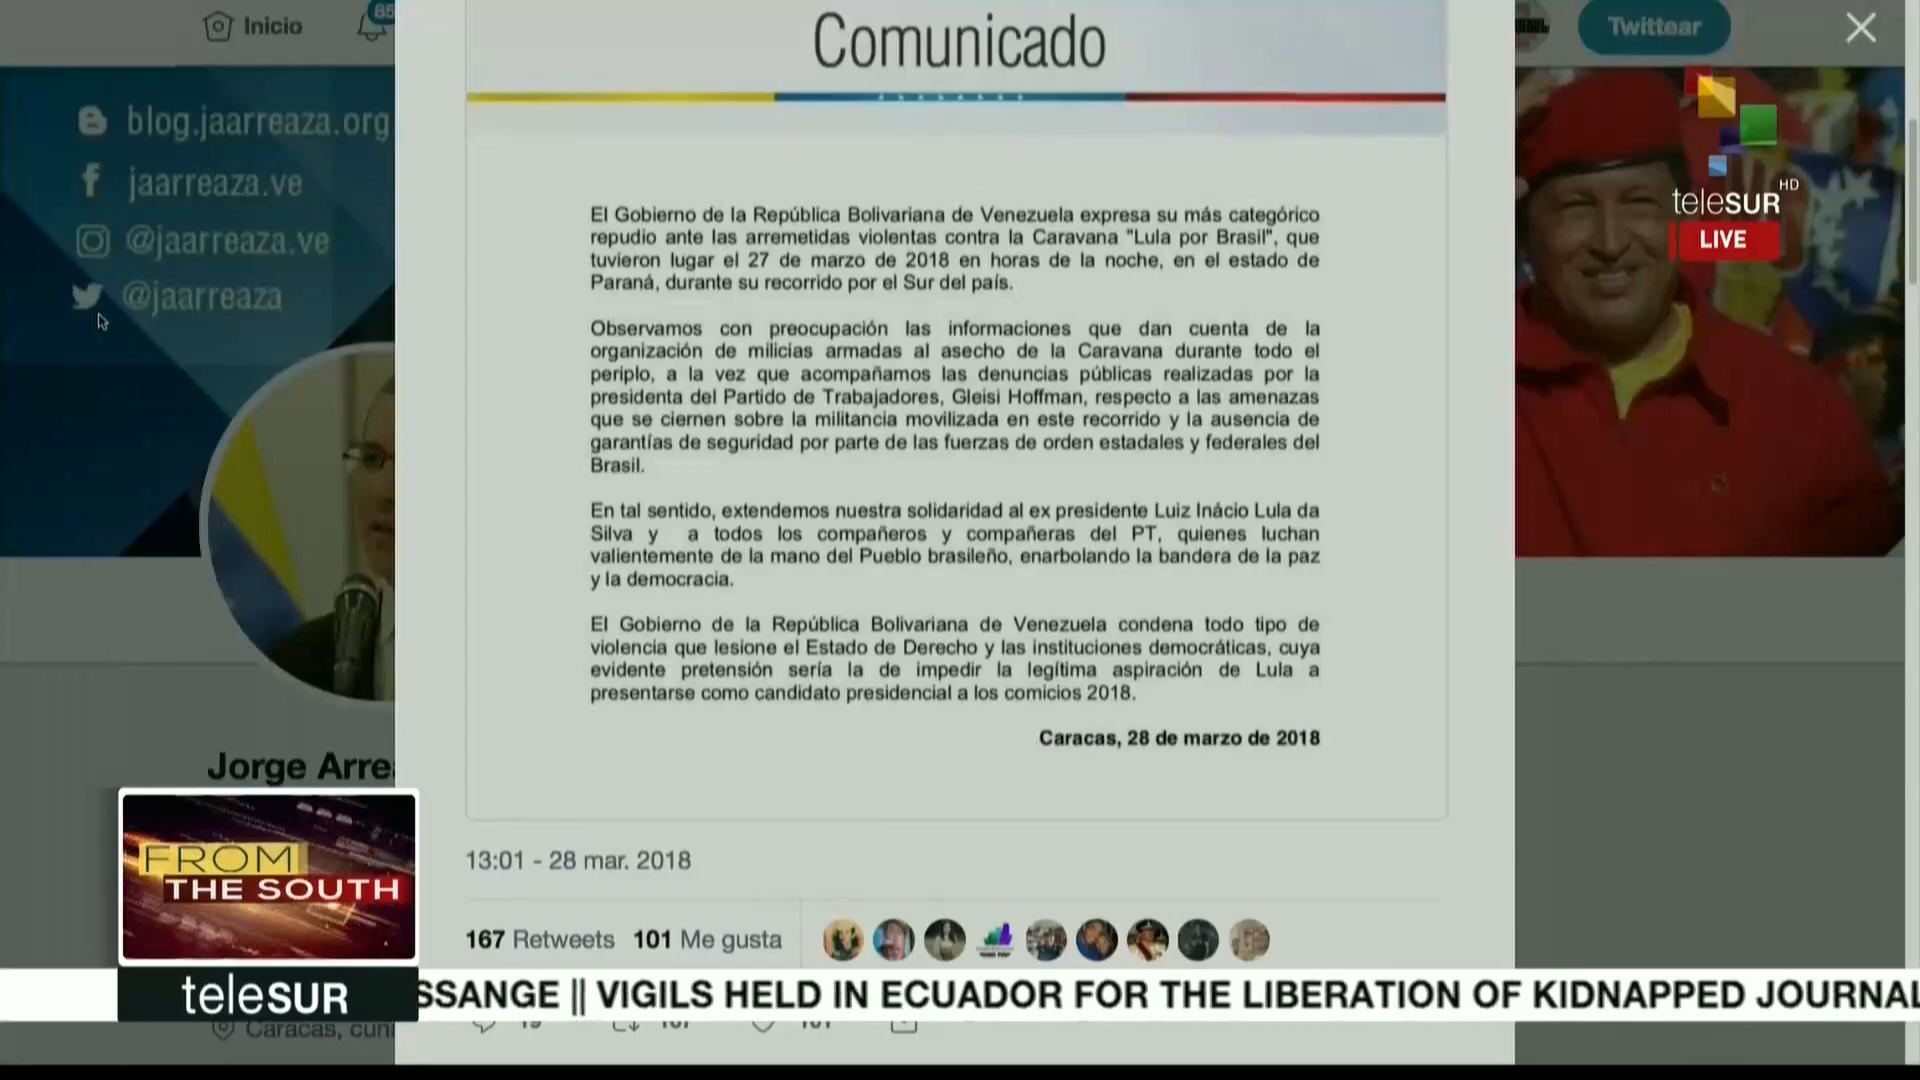 Inicio
Twittear
Comunicado
blog.jaarreaza.org
jaarreaza.ve
@jaarreaza.ve
@jaarreaza
teleSUR HD
LIVE
El Gobierno de la República Bolivariana de Venezuela expresa su más categórico
repudio ante las arremetidas violentas contra la Caravana "Lula por Brasil", que
tuvieron lugar el 27 de marzo de 2018 en horas de la noche, en el estado de
Paraná, durante su recorrido por el Sur del país.
Observamos con preocupación las informaciones que dan cuenta de la
organización de milicias armadas al asecho de la Caravana durante todo el
periplo, a la vez que acompañamos las denuncias públicas realizadas por la
presidenta del Partido de Trabajadores, Gleisi Hoffman, respecto a las amenazas
que se ciernen sobre la militancia movilizada en este recorrido y la ausencia de
garantías de seguridad por parte de las fuerzas de orden estadales y federales del
Brasil.
En tal sentido, extendemos nuestra solidaridad al ex presidente Luiz Inácio Lula da
Silva y a todos los compañeros y compañeras del PT, quienes luchan
valientemente de la mano del Pueblo brasileño, enarbolando la bandera de la paz
y la democracia.
El Gobierno de la República Bolivariana de Venezuela condena todo tipo de
violencia que lesione el Estado de Derecho y las instituciones democráticas, cuya
evidente pretensión sería la de impedir la legítima aspiración de Lula a
presentarse como candidato presidencial a los comicios 2018.
Caracas, 28 de marzo de 2018
Jorge Arre
13:01 - 28 mar. 2018
167 Retweets 101 Me gusta
FROM
THE SOUTH
teleSUR
SSANGE || VIGILS HELD IN ECUADOR FOR THE LIBERATION OF KIDNAPPED JOURNAL
Caracas,